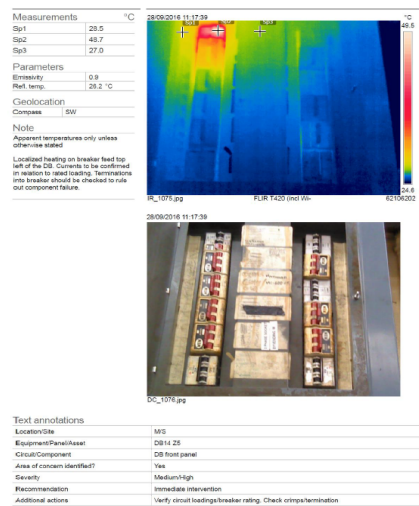 Measurements °C
Sp1 28.5
Sp2 48.7
Sp3 27.0
Parameters
Emissivity 0.9
Refl. temp. 26.2 °C
Geolocation
Compass SW
Note
Apparent temperatures only unless
otherwise stated
Localized heating on breaker feed top
left of the DB. Currents to be confirmed
in relation to rated loading. Terminations
into breaker should be checked to rule
out component failure.
28/09/2016 11:17:39 °C
Sp1 Sp2 Sp3
49.5
24.6
IR_1075.jpg FLIR T420 (incl Wi- 62106202
28/09/2016 11:17:39
DC_1076.jpg
Text annotations
Location/Site M/S
Equipment/Panel/Asset DB14 Z5
Circuit/Component DB front panel
Area of concern identified? Yes
Severity Medium/High
Recommendation Immediate intervention
Additional actions Verify circuit loadings/breaker rating. Check crimps/termination